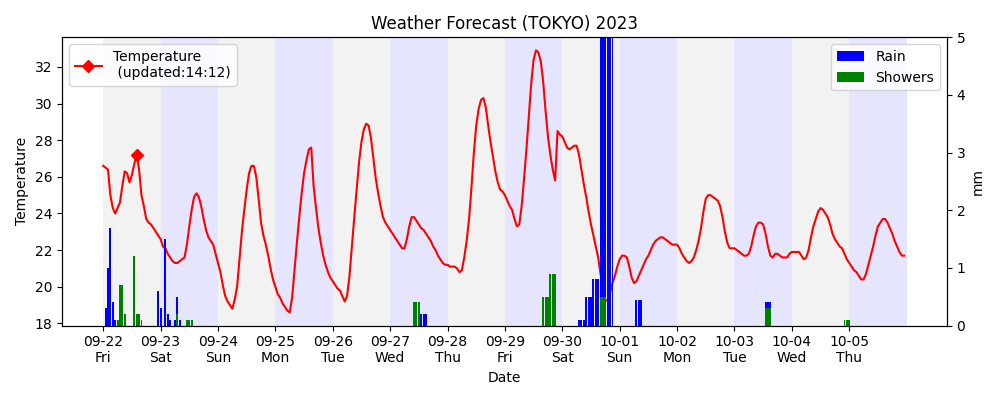 Weather Forecast (TOKYO) 2023
Temperature
(updated:14:12)
Rain
Showers
Temperature
32
30
28
26
24
22
20
18
5
4
3
2
1
0
mm
09-22 09-23 09-24 09-25 09-26 09-27 09-28 09-29 09-30 10-01 10-02 10-03 10-04 10-05
Fri Sat Sun Mon Tue Wed Thu Fri Sat Sun Mon Tue Wed Thu
Date